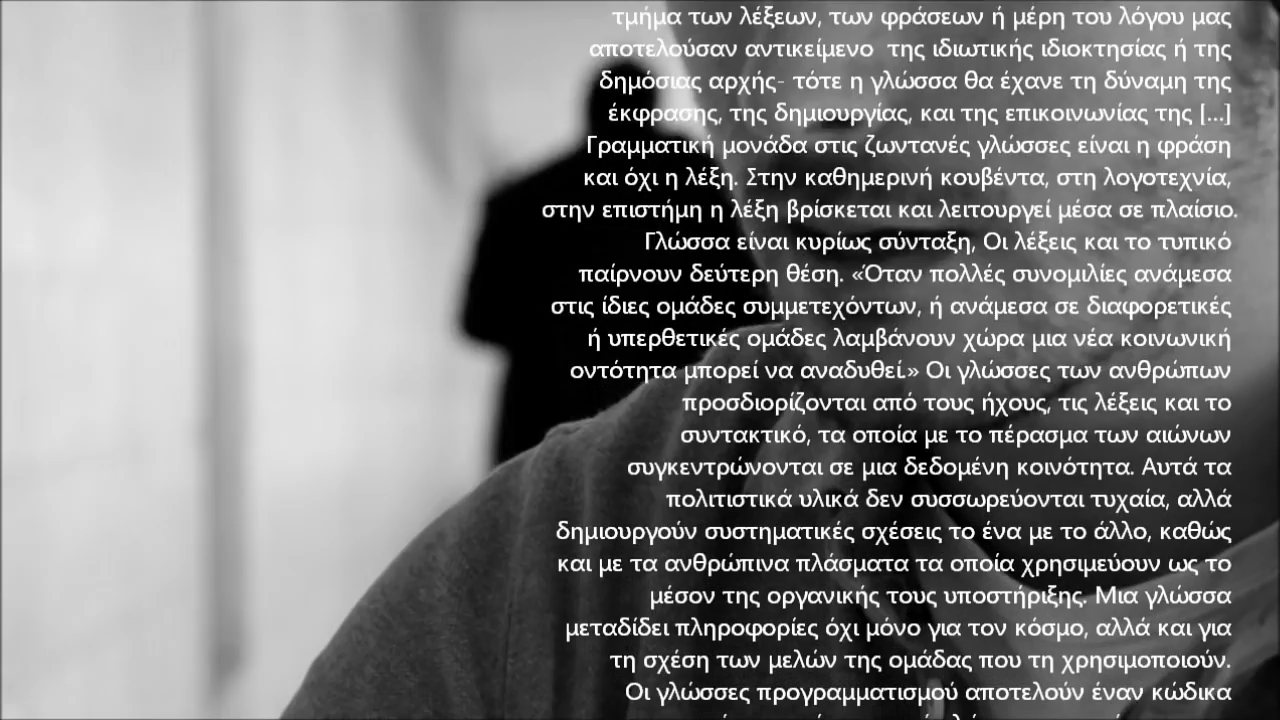 τμήμα των λέξεων, των φράσεων ή μέρη του λόγου μας
αποτελούσαν αντικείμενο της ιδιωτικής ιδιοκτησίας ή της
δημόσιας αρχής- τότε η γλώσσα θα έχανε τη δύναμη της
έκφρασης, της δημιουργίας, και της επικοινωνίας της [...]
Γραμματική μονάδα στις ζωντανές γλώσσες είναι η φράση
και όχι η λέξη. Στην καθημερινή κουβέντα, στη λογοτεχνία,
στην επιστήμη η λέξη βρίσκεται και λειτουργεί μέσα σε πλαίσιο.
Γλώσσα είναι κυρίως σύνταξη, Οι λέξεις και το τυπικό
παίρνουν δεύτερη θέση. «Όταν πολλές συνομιλίες ανάμεσα
στις ίδιες ομάδες συμμετεχόντων, ή ανάμεσα σε διαφορετικές
ή υπερθετικές ομάδες λαμβάνουν χώρα μια νέα κοινωνική
οντότητα μπορεί να αναδυθεί.» Οι γλώσσες των ανθρώπων
προσδιορίζονται από τους ήχους, τις λέξεις και το
συντακτικό, τα οποία με το πέρασμα των αιώνων
συγκεντρώνονται σε μια δεδομένη κοινότητα. Αυτά τα
πολιτιστικά υλικά δεν συσσωρεύονται τυχαία, αλλά
δημιουργούν συστηματικές σχέσεις το ένα με το άλλο, καθώς
και με τα ανθρώπινα πλάσματα τα οποία χρησιμεύουν ως το
μέσον της οργανικής τους υποστήριξης. Μια γλώσσα
μεταδίδει πληροφορίες όχι μόνο για τον κόσμο, αλλά και για
τη σχέση των μελών της ομάδας που τη χρησιμοποιούν.
Οι γλώσσες προγραμματισμού αποτελούν έναν κώδικα